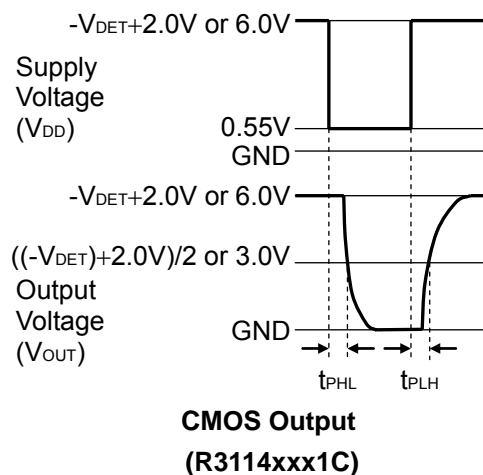 -VDET+2.0V or 6.0V
Supply
Voltage
(VDD)
0.55V
GND
-VDET+2.0V or 6.0V
((-VDET)+2.0V)/2 or 3.0V
Output
Voltage
(VOUT)
GND
tPHL
tPLH
CMOS Output
(R3114xxx1C)